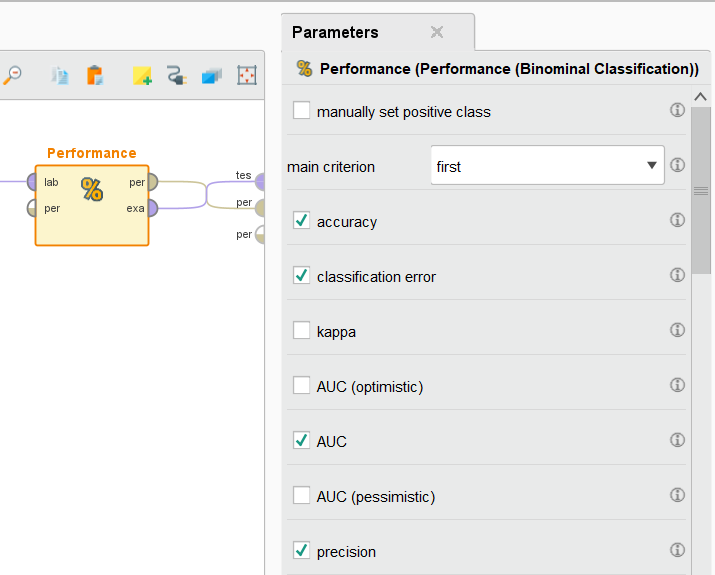 Parameters
Performance (Performance (Binominal Classification))
manually set positive class
main criterion
first
accuracy
classification error
kappa
AUC (optimistic)
AUC
AUC (pessimistic)
precision
Performance
lab
per
per
exa
tes
per
per